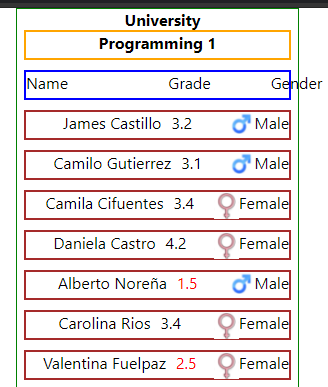 University
Programming 1
Name Grade Gender
James Castillo 3.2 Male
Camilo Gutierrez 3.1 Male
Camila Cifuentes 3.4 Female
Daniela Castro 4.2 Female
Alberto Noreña 1.5 Male
Carolina Rios 3.4 Female
Valentina Fuelpaz 2.5 Female